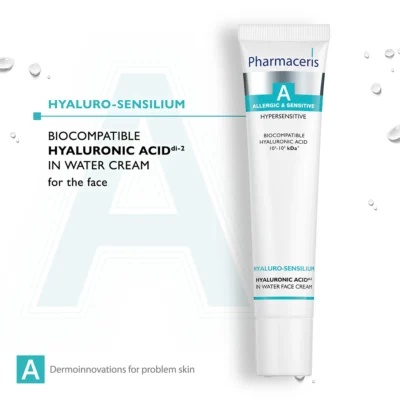 HYALURO-SENSILIUM
BIOCOMPATIBLE
HYALURONIC ACIDdi-2
IN WATER CREAM
for the face
A Dermoinnovations for problem skin
Pharmaceris
A
ALLERGIC & SENSITIVE
HYPERSENSITIVE
BIOCOMPATIBLE
HYALURONIC ACID
HYALURO-SENSILIUM
HYALURONIC ACIDdi-2
IN WATER FACE CREAM